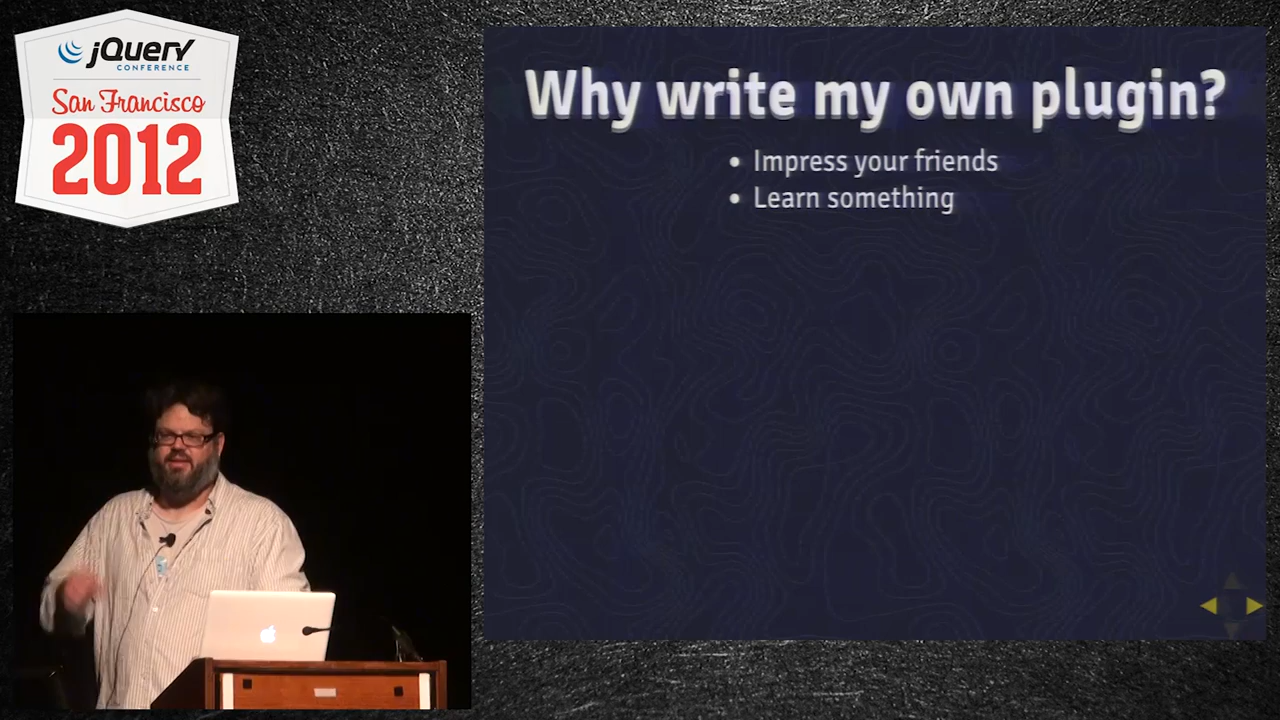 jQuery
CONFERENCE
San Francisco
2012
Why write my own plugin?
• Impress your friends
• Learn something